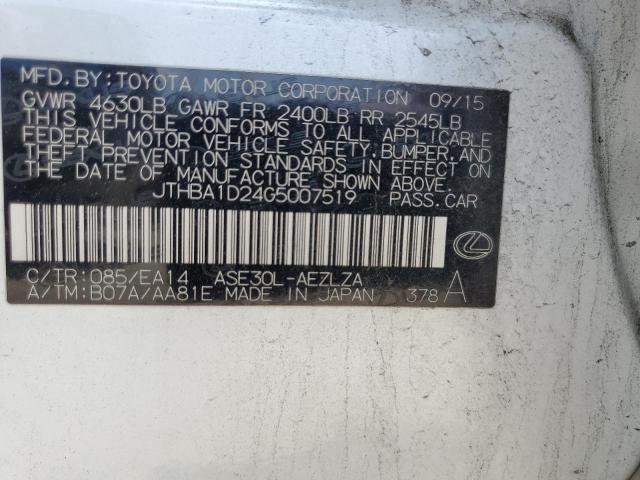 MFD. BY: TOYOTA MOTOR CORPORATION 09/15
GVWR 4630LB GAWR FR 2400LB RR 2545LB
THIS VEHICLE CONFORMS TO ALL APPLICABLE
FEDERAL MOTOR VEHICLE SAFETY, BUMPER, AND
THEFT PREVENTION STANDARDS IN EFFECT ON
THE DATE OF MANUFACTURE SHOWN ABOVE.
JTHBA1D24G5007519 PASS. CAR
C/TR: 085/EA14 ASE30L-AEZLZA
A/TM: B07A/AA81E MADE IN JAPAN 378 A